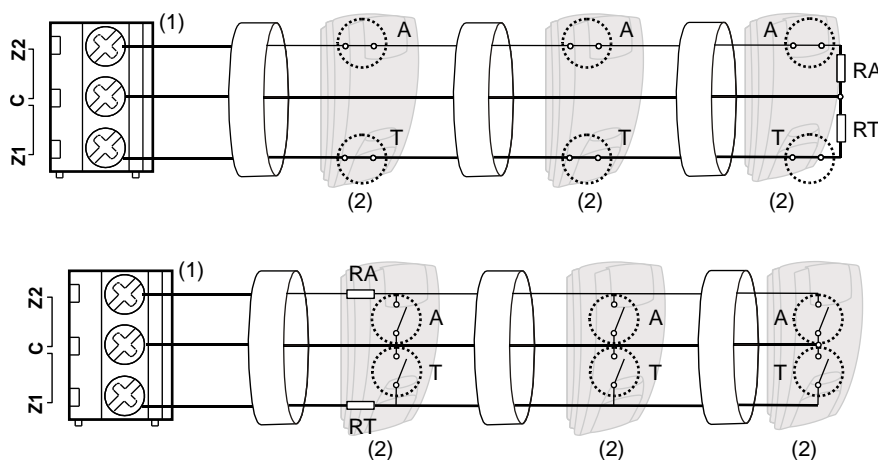 (1)
Z2
C
Z1
A
A
A
RA
RT
T
T
T
(2)
(2)
(2)
(1)
Z2
C
Z1
RA
A
A
A
T
T
T
RT
(2)
(2)
(2)